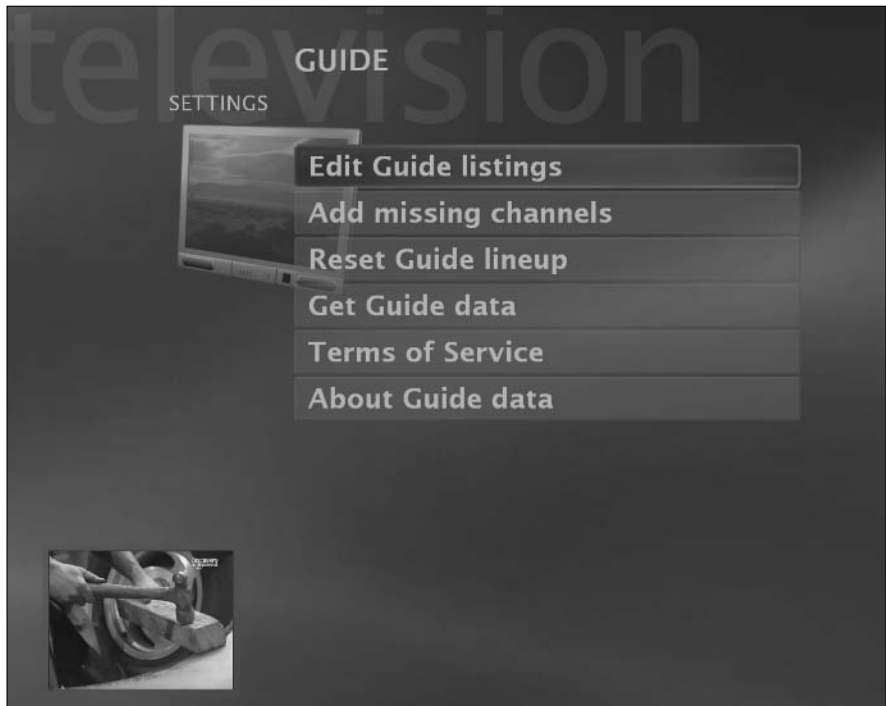 television
GUIDE
SETTINGS
Edit Guide listings
Add missing channels
Reset Guide lineup
Get Guide data
Terms of Service
About Guide data